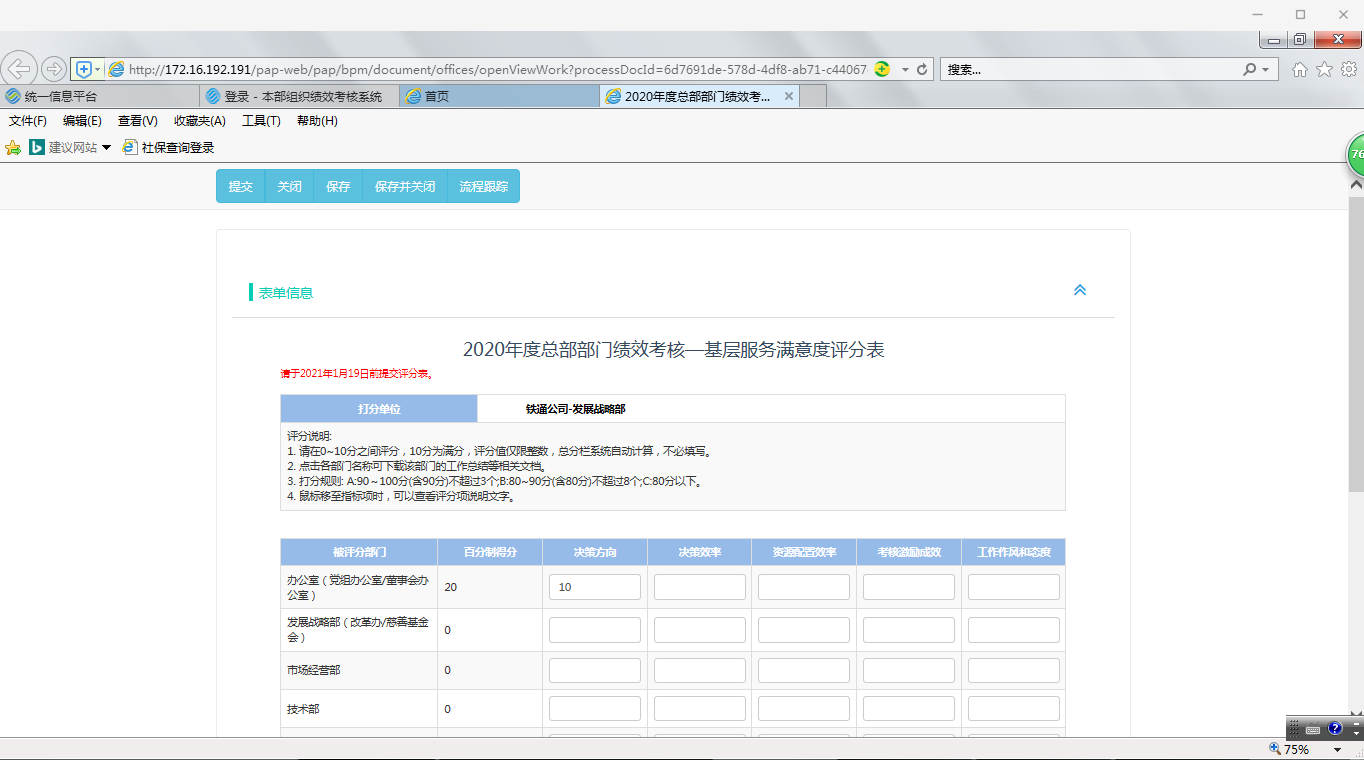 http://172.16.192.191/pap-web/pap/bpm/document/offices/openViewWork?processDocId=6d7691de-578d-4df8-ab71-c44067
搜索...
统一信息平台
登录 - 本部组织绩效考核系统
首页
2020年度总部部门绩效考...
文件(F) 编辑(E) 查看(V) 收藏夹(A) 工具(T) 帮助(H)
建议网站 社保查询登录
76
提交 关闭 保存 保存并关闭 流程跟踪
表单信息
2020年度总部部门绩效考核—基层服务满意度评分表
请于2021年1月19日前提交评分表。
打分单位 铁通公司-发展战略部
评分说明:
1. 请在0~10分之间评分，10分为满分，评分值仅限整数，总分栏系统自动计算，不必填写。
2. 点击各部门名称可下载该部门的工作总结等相关文档。
3. 打分规则: A:90～100分(含90分)不超过3个;B:80~90分(含80分)不超过8个;C:80分以下。
4. 鼠标移至指标项时，可以查看评分项说明文字。
被评分部门 百分制得分 决策方向 决策效率 资源配置效率 考核激励成效 工作作风和态度
办公室（党组办公室/董事会办
公室） 20 10
发展战略部（改革办/慈善基金
会） 0
市场经营部 0
技术部 0
75%